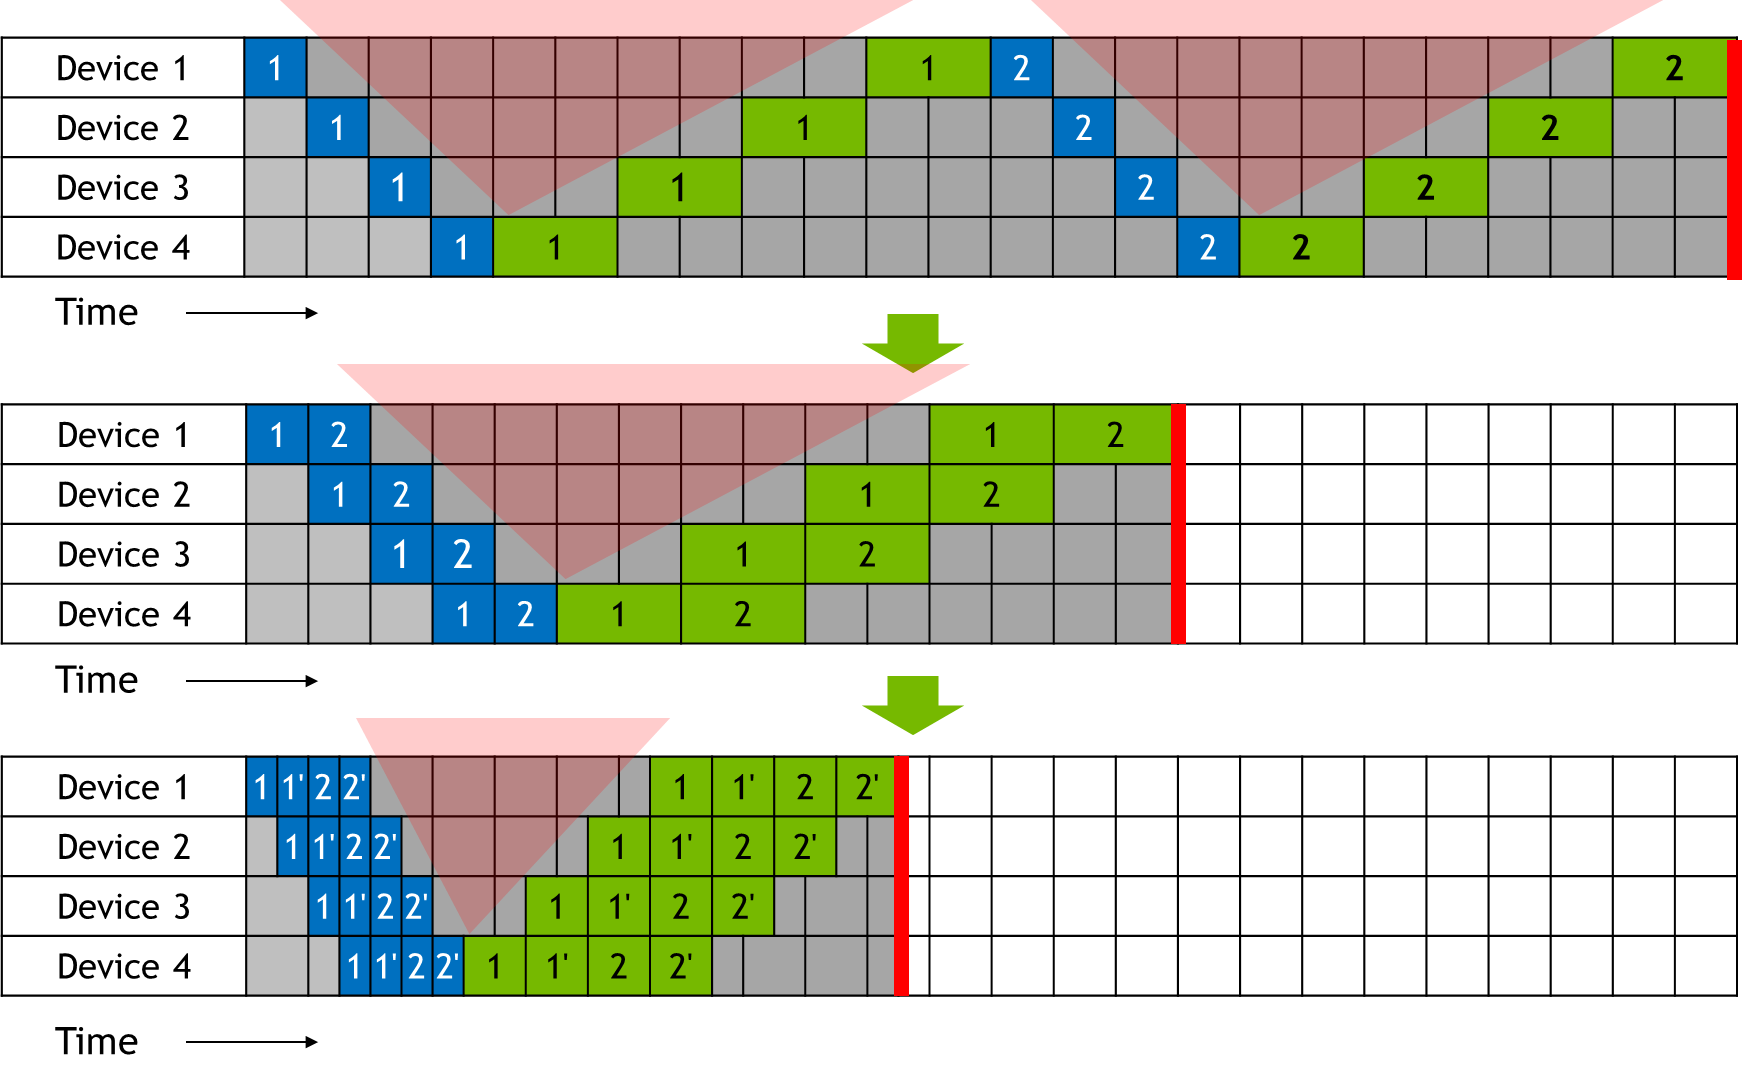 Device 1 1 1 2 2
Device 2 1 1 2 2
Device 3 1 1 2 2
Device 4 1 1 2 2
Time
Device 1 1 2 1 2
Device 2 1 2 1 2
Device 3 1 2 1 2
Device 4 1 2 1 2
Time
Device 1 1 1' 2 2' 1 1' 2 2'
Device 2 1 1' 2 2' 1 1' 2 2'
Device 3 1 1' 2 2' 1 1' 2 2'
Device 4 1 1' 2 2' 1 1' 2 2'
Time